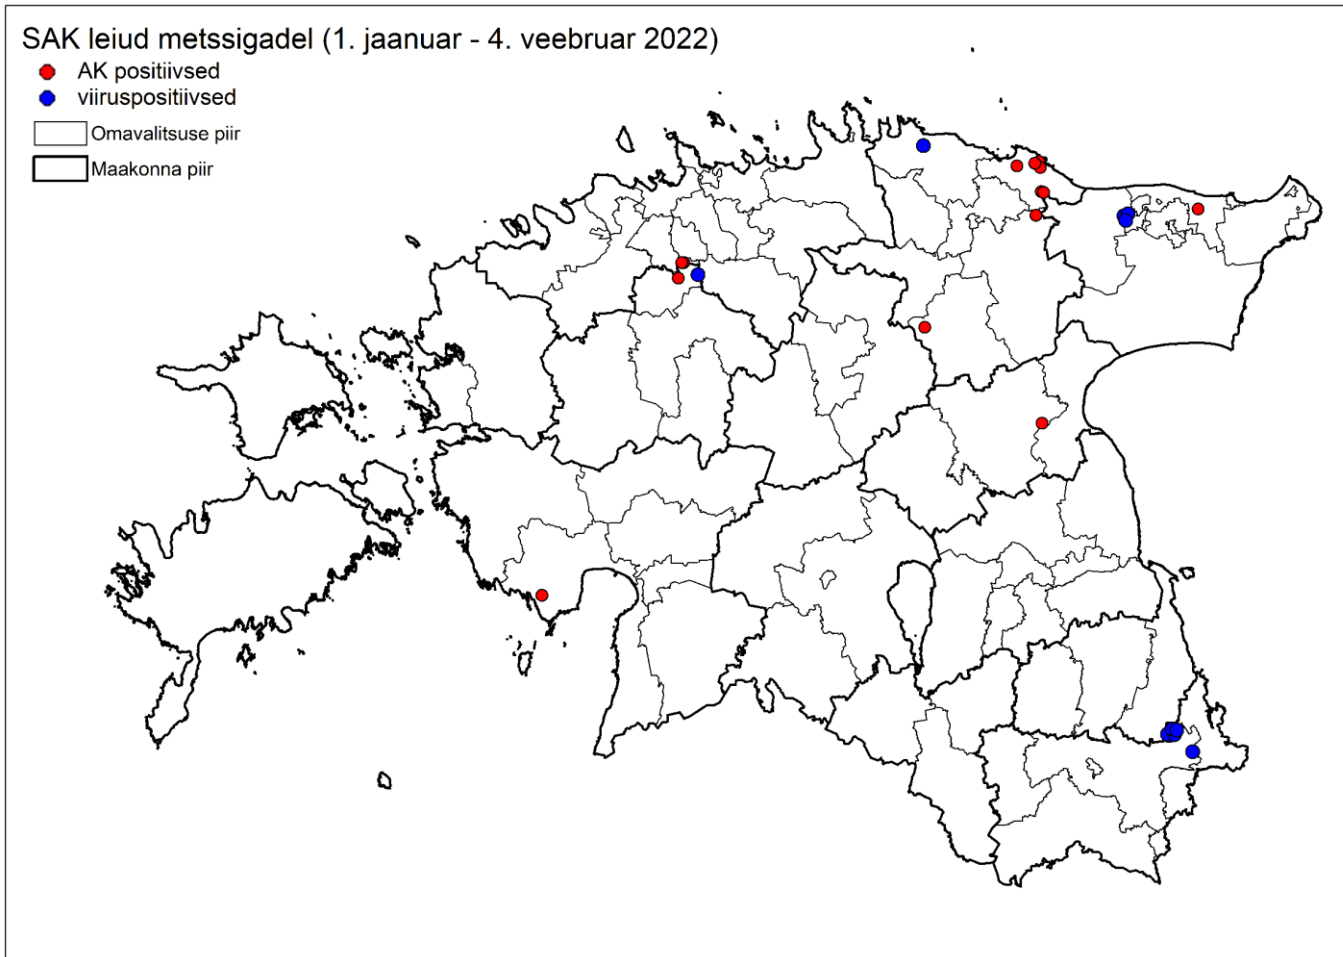 SAK leiud metssigadel (1. jaanuar - 4. veebruar 2022)
AK positiivsed
viiruspositiivsed
Omavalitsuse piir
Maakonna piir